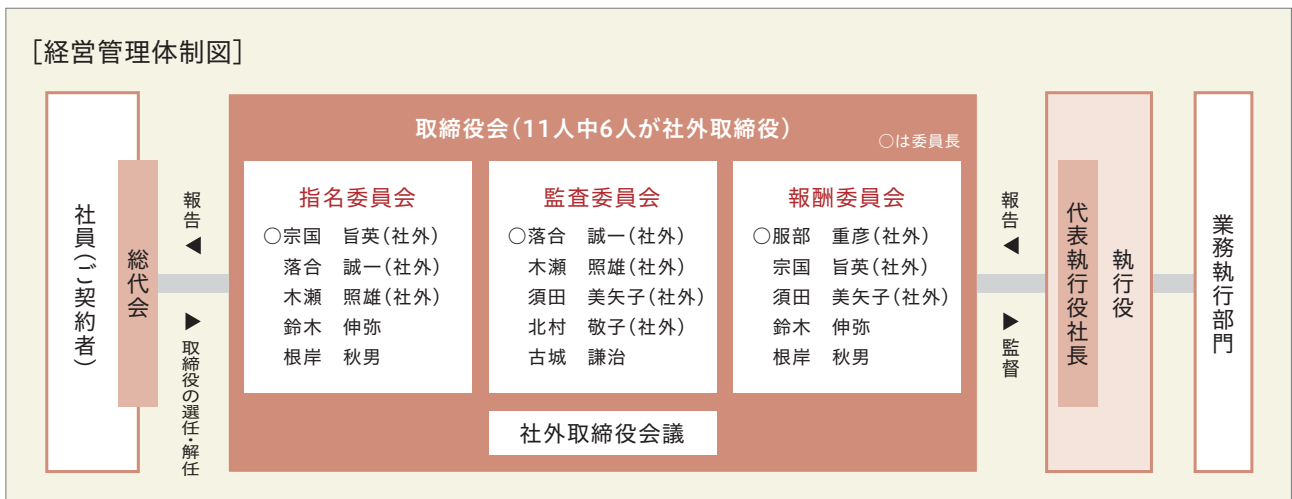 [経営管理体制図]
社員(ご契約者)
総代会
報告
◀
▶
取締役の選任・解任
取締役会(11人中6人が社外取締役)
○は委員長
指名委員会
○宗国 旨英(社外)
落合 誠一(社外)
木瀬 照雄(社外)
鈴木 伸弥
根岸 秋男
監査委員会
○落合 誠一(社外)
木瀬 照雄(社外)
須田 美矢子(社外)
北村 敬子(社外)
古城 謙治
報酬委員会
○服部 重彦(社外)
宗国 旨英(社外)
須田 美矢子(社外)
鈴木 伸弥
根岸 秋男
社外取締役会議
報告
◀
▶
監督
代表執行役社長
執行役
業務執行部門